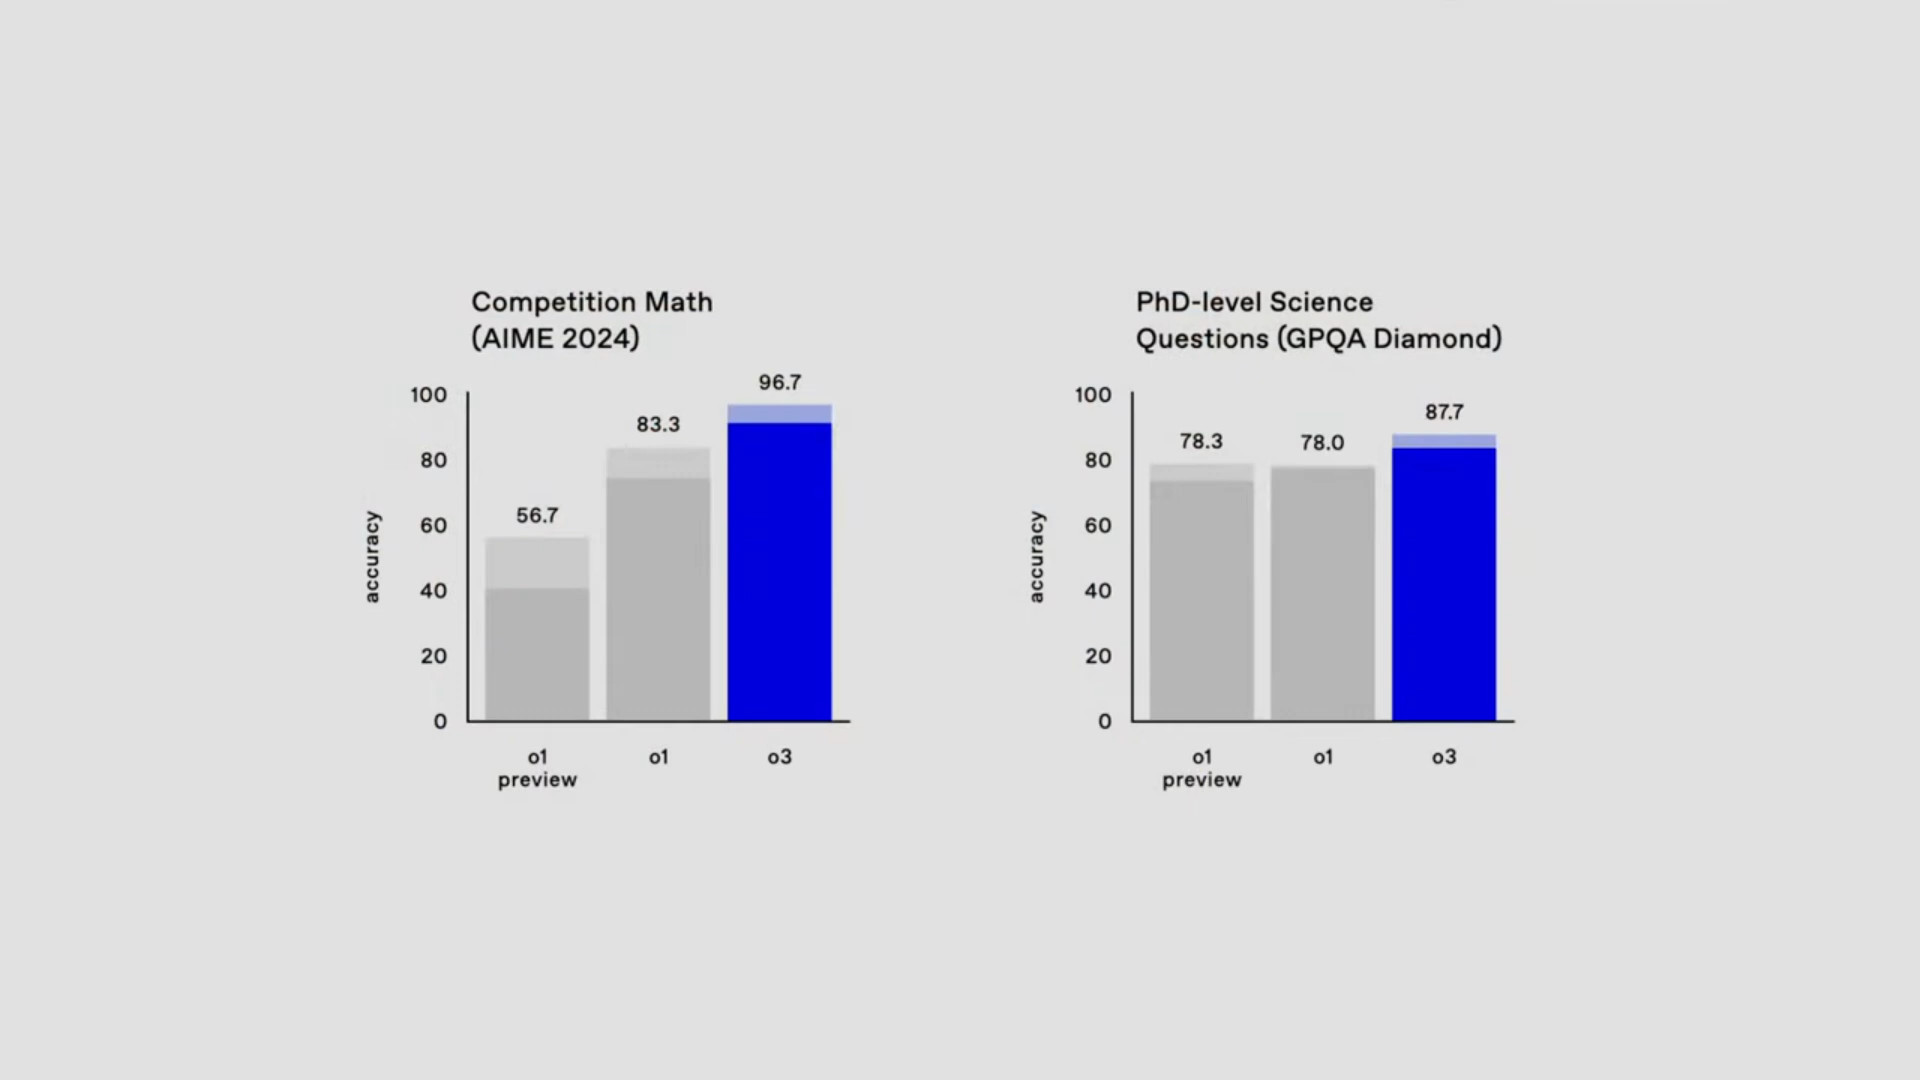 Competition Math
(AIME 2024)
accuracy
100
80
60
40
20
0
56.7
83.3
96.7
o1
preview
o1
o3
PhD-level Science
Questions (GPQA Diamond)
accuracy
100
80
60
40
20
0
78.3
78.0
87.7
o1
preview
o1
o3